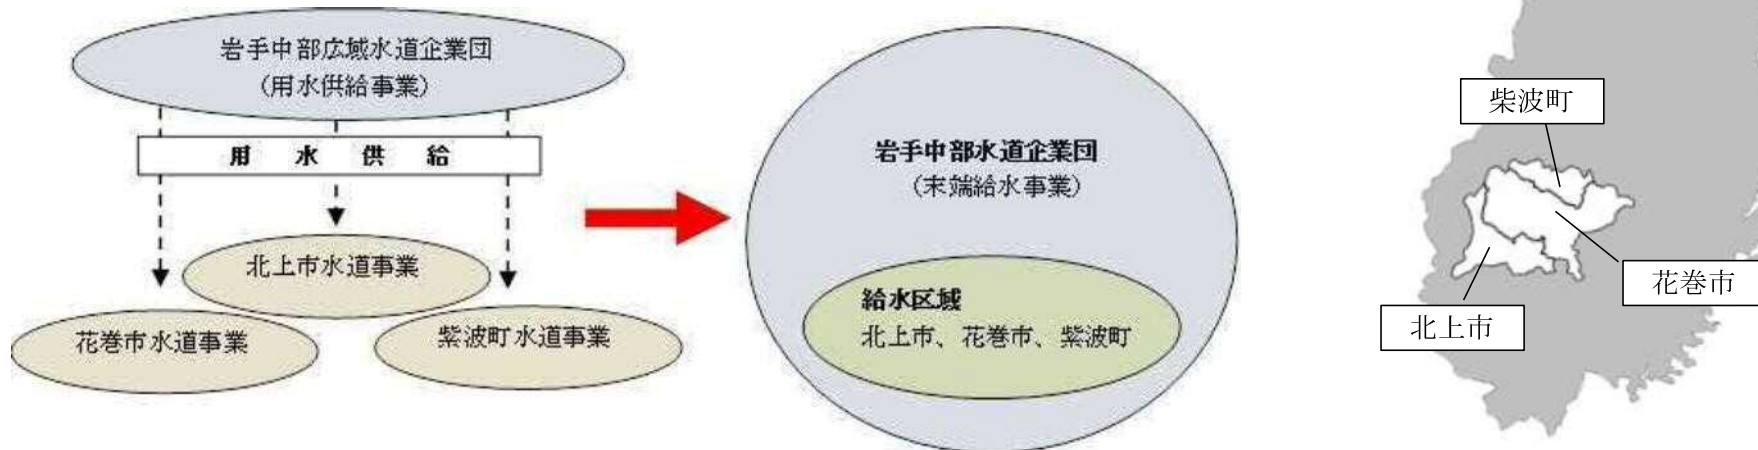 岩手中部広域水道企業団
（用水供給事業）
用水供給
北上市水道事業
花巻市水道事業
紫波町水道事業
岩手中部水道企業団
（末端給水事業）
給水区域
北上市、花巻市、紫波町
柴波町
花巻市
北上市